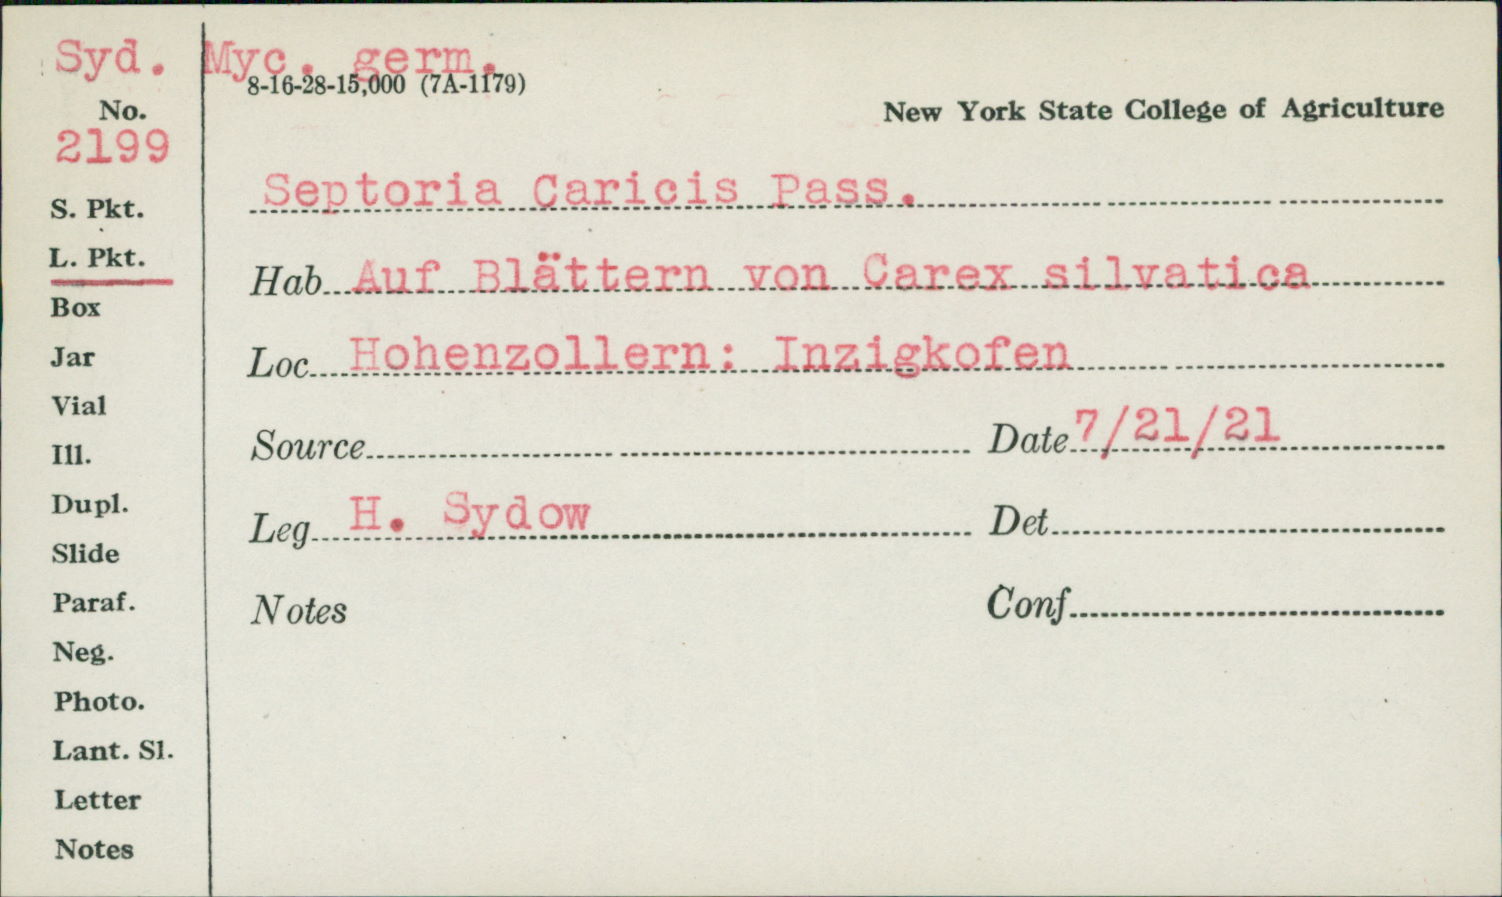 Syd. Myc. germ.
8-16-28-15,000 (7A-1179)
No.
New York State College of Agriculture
2199
Septoria Caricis Pass.
S. Pkt.
L. Pkt.
Hab Auf Blättern von Carex silvatica
Box
Jar
Loc Hohenzollern: Inzigkofen
Vial
Ill.
Source
Date 7/21/21
Dupl.
Leg H. Sydow
Det
Slide
Paraf.
Notes
Conf
Neg.
Photo.
Lant. Sl.
Letter
Notes